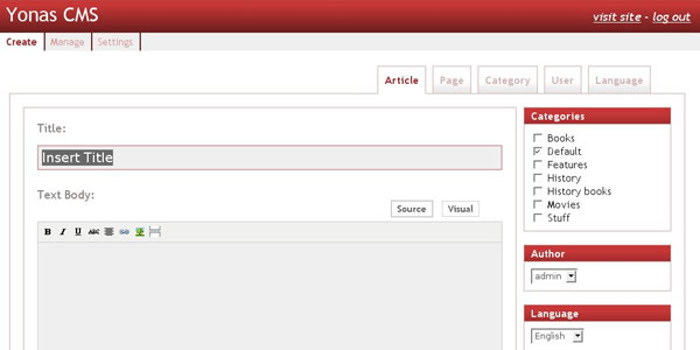 Yonas CMS
visit site - log out
Create Manage Settings
Article Page Category User Language
Title:
Insert Title
Text Body:
Source Visual
B I U ABC
Categories
Books
Default
Features
History
History books
Movies
Stuff
Author
admin
Language
English